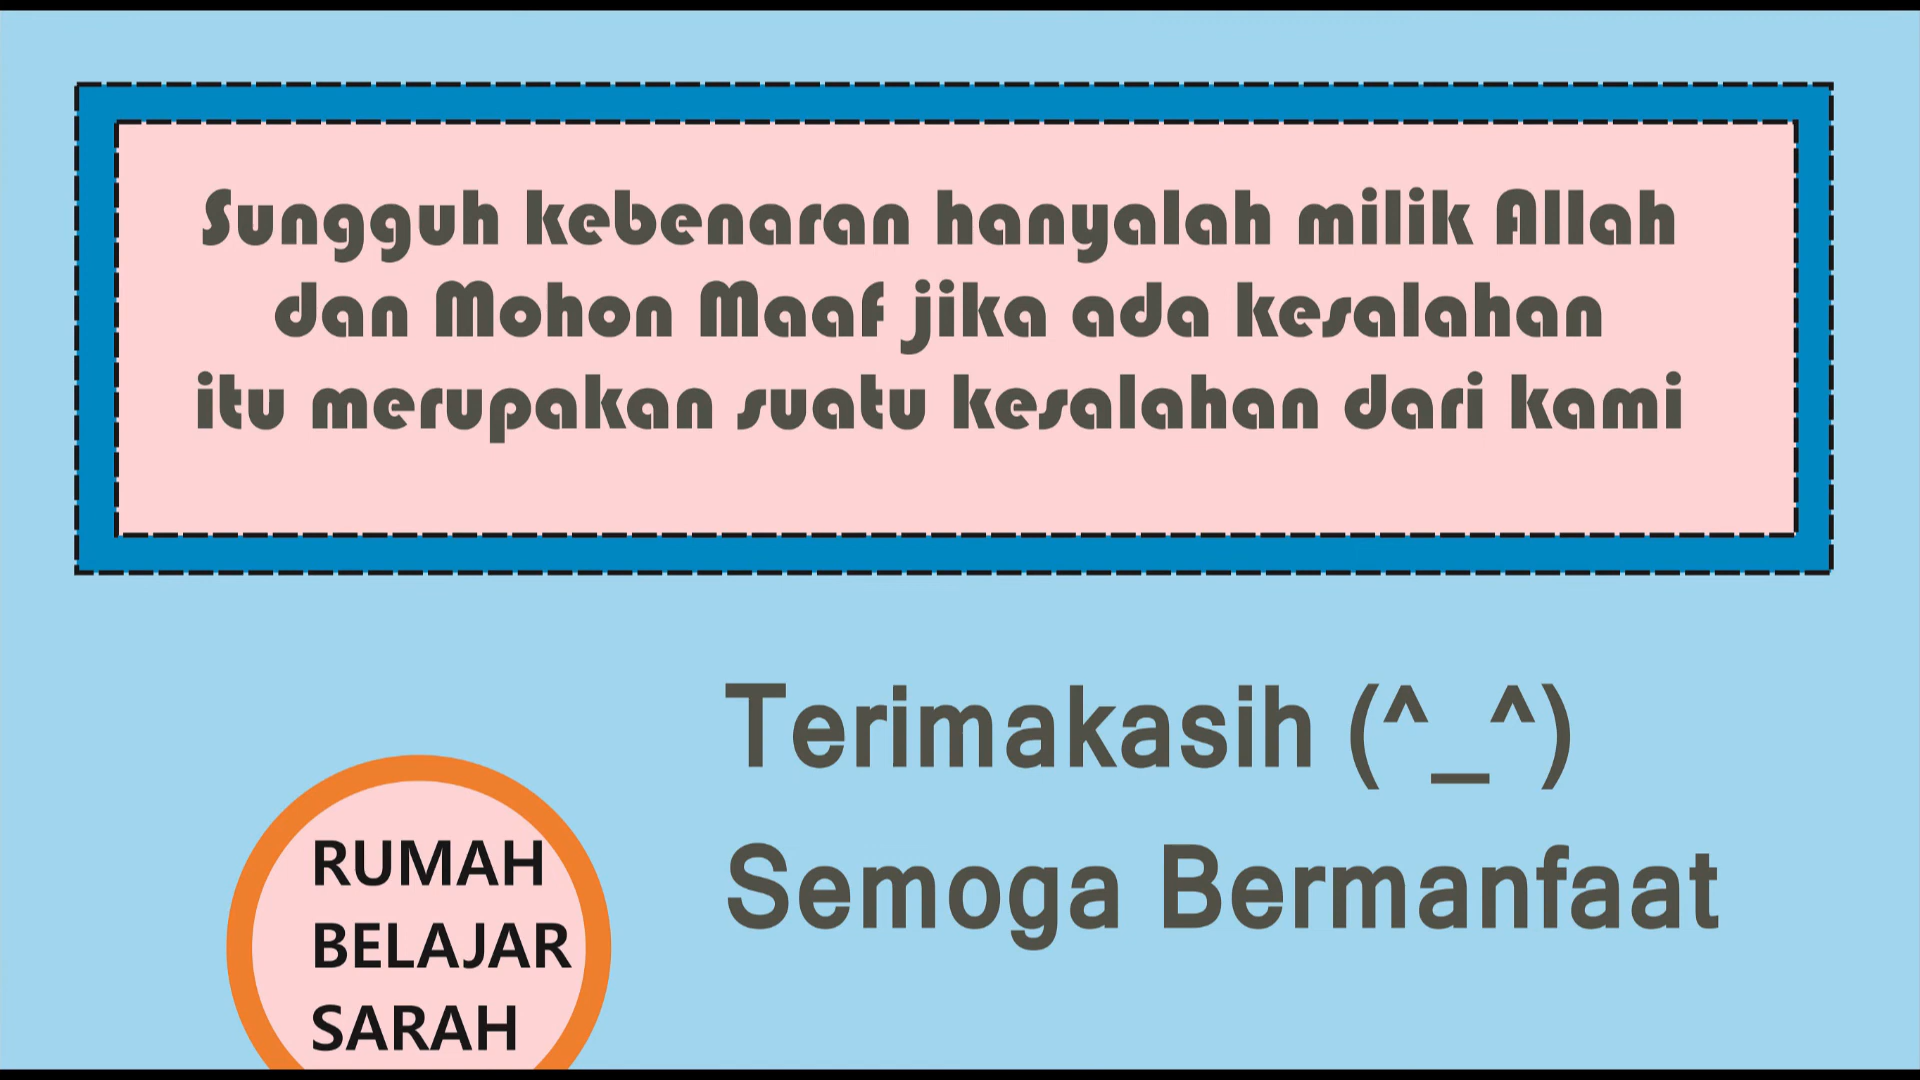 Sungguh kebenaran hanyalah milik Allah
dan Mohon Maaf jika ada kesalahan
itu merupakan suatu kesalahan dari kami
Terimakasih (^_^)
Semoga Bermanfaat
RUMAH
BELAJAR
SARAH